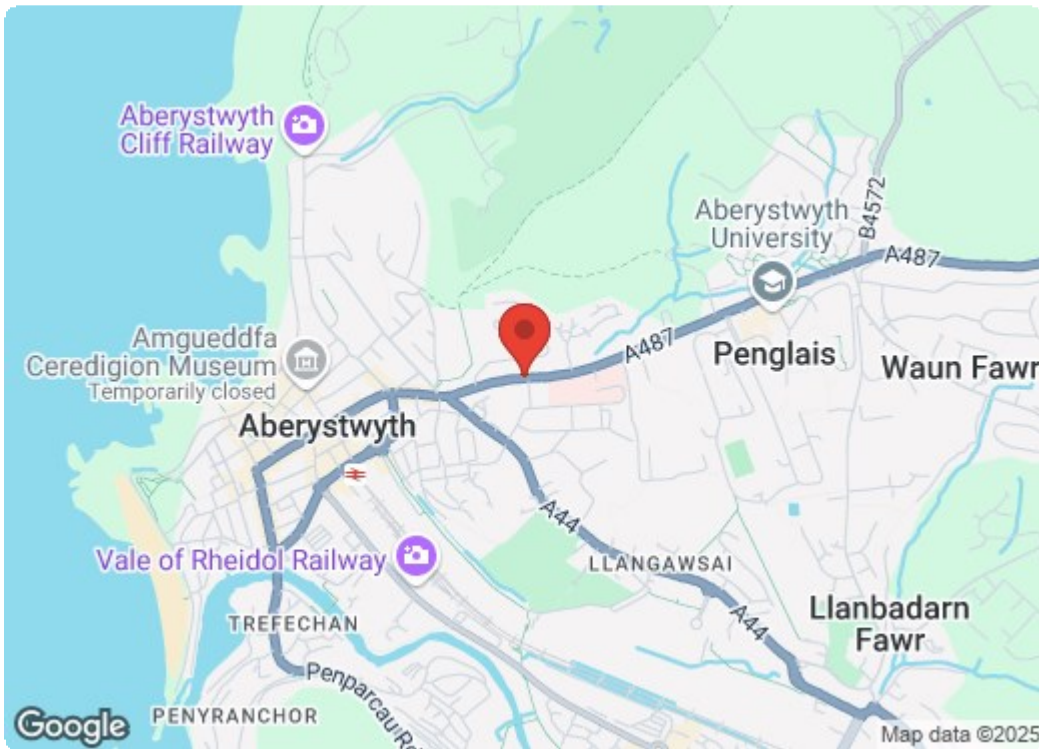 Aberystwyth
Cliff Railway
Aberystwyth
University
B4572
A487
Amgueddfa
Ceredigion Museum
Temporarily closed
A487
Penglais
Waun Fawr
Aberystwyth
A44
Vale of Rheidol Railway
LLANGAWSAI
TREFECHAN
A44
Llanbadarn
Fawr
Penparcau Rd
PENYRANCHOR
Google
Map data ©2025